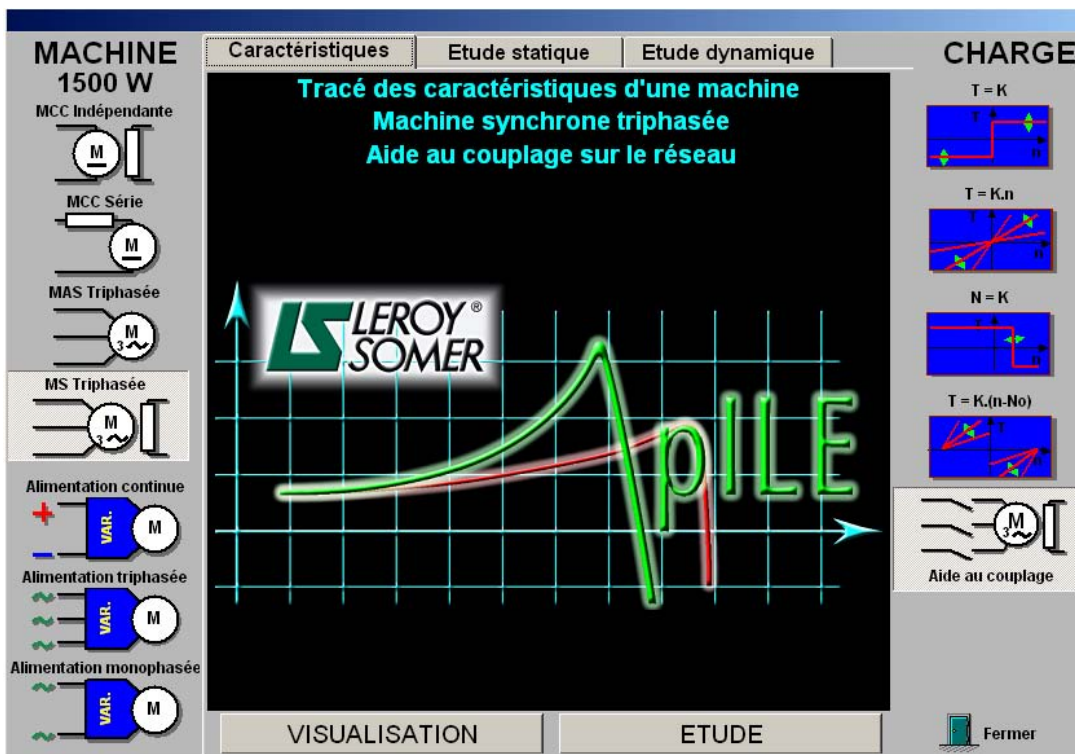 MACHINE
1500 W
MCC Indépendante
M
MCC Série
M
MAS Triphasée
M
3
MS Triphasée
M
3
Alimentation continue
+
–
VAR.
M
Alimentation triphasée
VAR.
M
Alimentation monophasée
VAR.
M
Caractéristiques
Etude statique
Etude dynamique
Tracé des caractéristiques d'une machine
Machine synchrone triphasée
Aide au couplage sur le réseau
LS LEROY®
SOMER
ApILE
VISUALISATION
ETUDE
CHARGE
T = K
T
n
T = K.n
T
n
N = K
T
T = K.(n-No)
T
n
M
3
Aide au couplage
Fermer